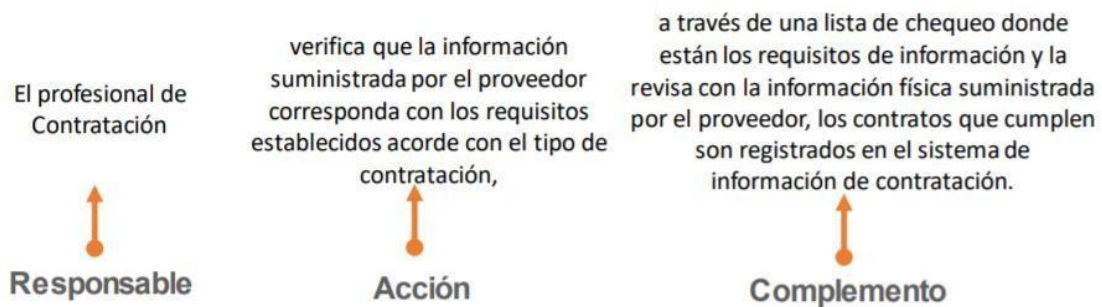 El profesional de
Contratación
verifica que la información
suministrada por el proveedor
corresponda con los requisitos
establecidos acorde con el tipo de
contratación,
a través de una lista de chequeo donde
están los requisitos de información y la
revisa con la información física suministrada
por el proveedor, los contratos que cumplen
son registrados en el sistema de
información de contratación.
Responsable
Acción
Complemento